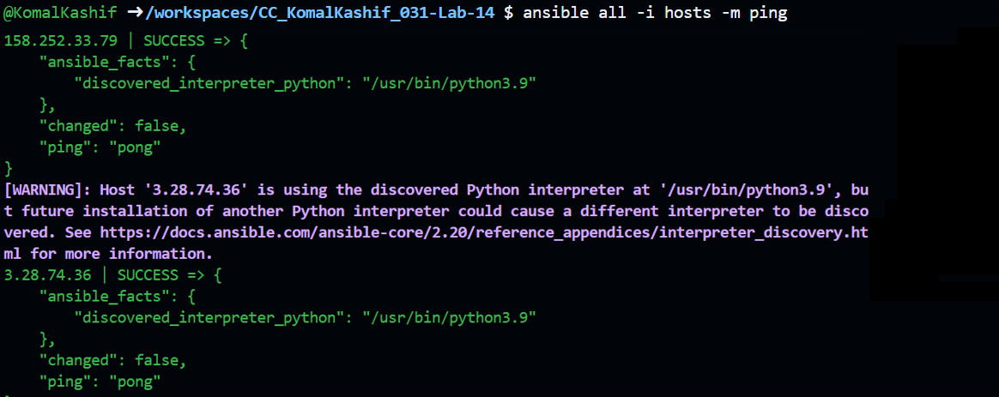 @KomalKashif ➜/workspaces/CC_KomalKashif_031-Lab-14 $ ansible all -i hosts -m ping
158.252.33.79 | SUCCESS => {
    "ansible_facts": {
        "discovered_interpreter_python": "/usr/bin/python3.9"
    },
    "changed": false,
    "ping": "pong"
}
[WARNING]: Host '3.28.74.36' is using the discovered Python interpreter at '/usr/bin/python3.9', bu
t future installation of another Python interpreter could cause a different interpreter to be disco
vered. See https://docs.ansible.com/ansible-core/2.20/reference_appendices/interpreter_discovery.ht
ml for more information.
3.28.74.36 | SUCCESS => {
    "ansible_facts": {
        "discovered_interpreter_python": "/usr/bin/python3.9"
    },
    "changed": false,
    "ping": "pong"